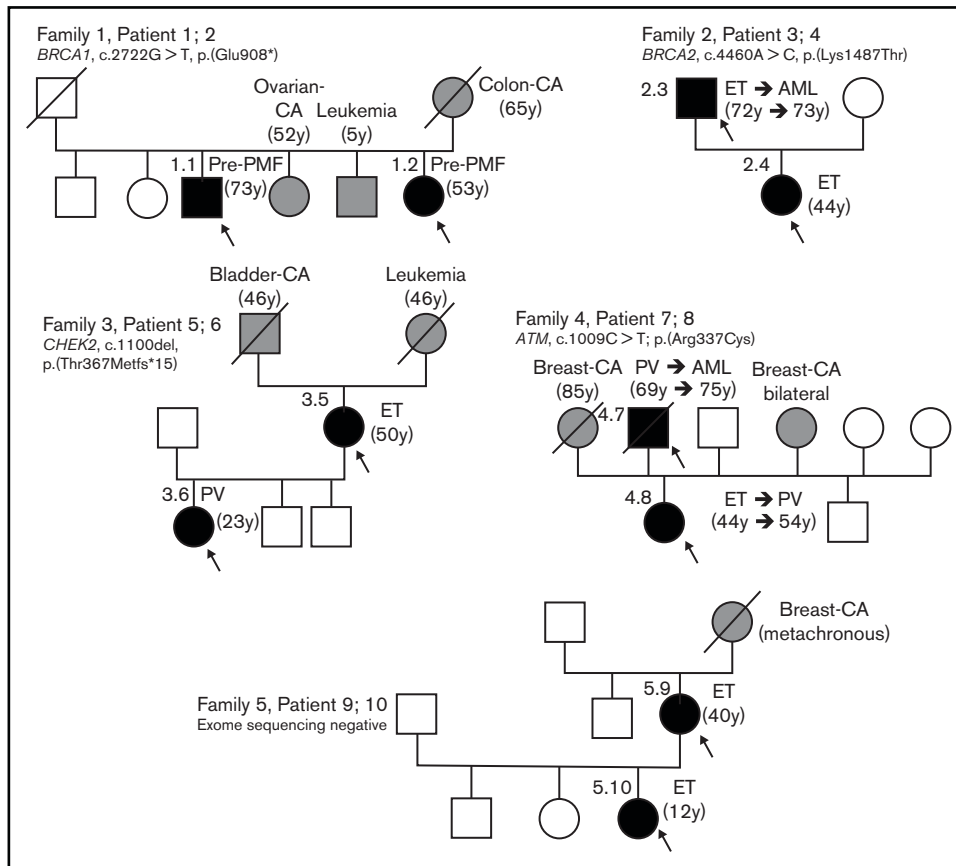 Family 1, Patient 1; 2
BRCA1, c.2722G > T, p.(Glu908*)
Ovarian-
CA
(52y)
Leukemia
(5y)
Colon-CA
(65y)
1.1
Pre-PMF
(73y)
1.2
Pre-PMF
(53y)
Family 2, Patient 3; 4
BRCA2, c.4460A > C, p.(Lys1487Thr)
2.3
ET ➔ AML
(72y ➔ 73y)
2.4
ET
(44y)
Family 3, Patient 5; 6
CHEK2, c.1100del,
p.(Thr367Metfs*15)
Bladder-CA
(46y)
Leukemia
(46y)
3.5
ET
(50y)
3.6
PV
(23y)
Family 4, Patient 7; 8
ATM, c.1009C > T; p.(Arg337Cys)
Breast-CA
(85y)
4.7
PV ➔ AML
(69y ➔ 75y)
Breast-CA
bilateral
4.8
ET ➔ PV
(44y ➔ 54y)
Family 5, Patient 9; 10
Exome sequencing negative
Breast-CA
(metachronous)
5.9
ET
(40y)
5.10
ET
(12y)